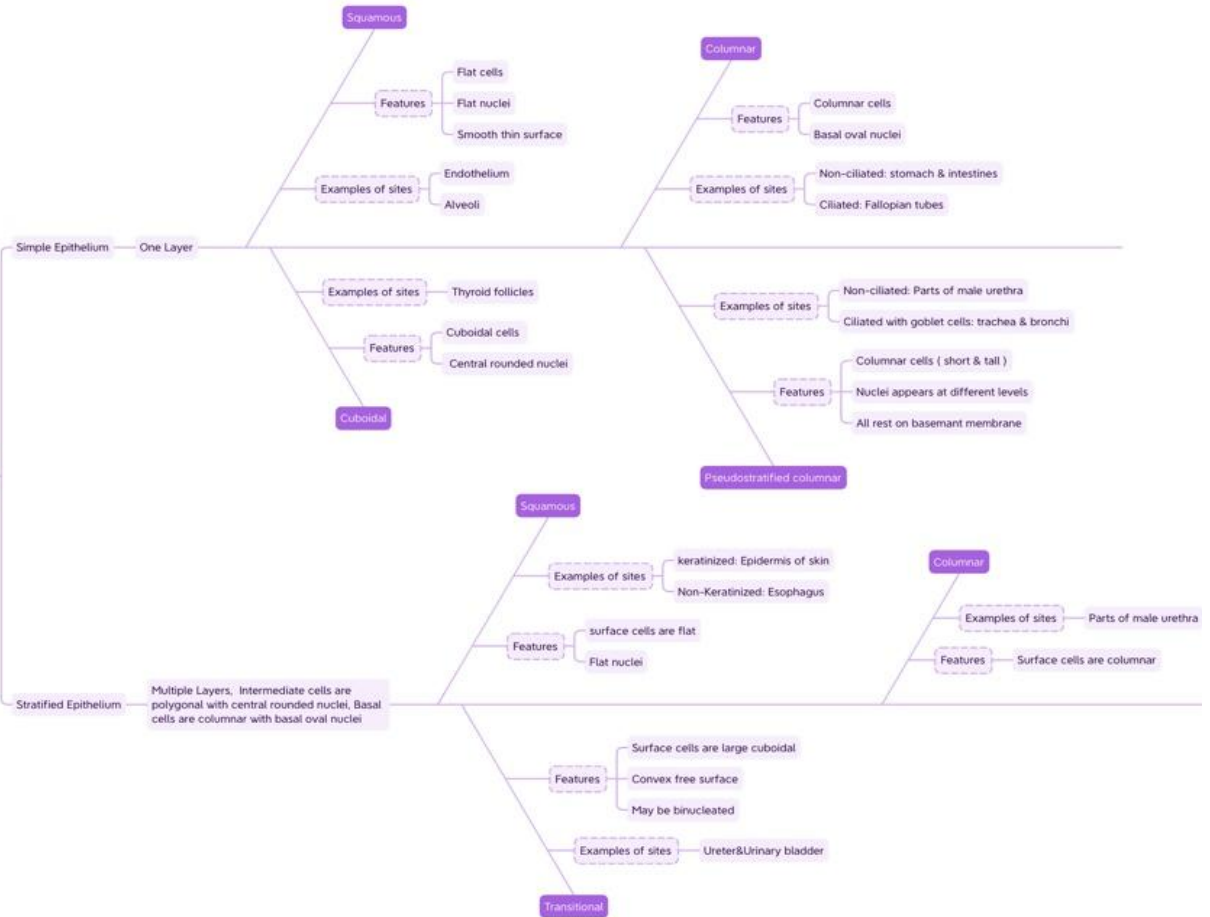 Squamous
Features
Flat cells
Flat nuclei
Smooth thin surface
Examples of sites
Endothelium
Alveoli
Columnar
Features
Columnar cells
Basal oval nuclei
Examples of sites
Non-ciliated: stomach & intestines
Ciliated: Fallopian tubes
Simple Epithelium
One Layer
Examples of sites
Thyroid follicles
Features
Cuboidal cells
Central rounded nuclei
Cuboidal
Examples of sites
Non-ciliated: Parts of male urethra
Ciliated with goblet cells: trachea & bronchi
Features
Columnar cells ( short & tall )
Nuclei appears at different levels
All rest on basemant membrane
Pseudostratified columnar
Squamous
Examples of sites
keratinized: Epidermis of skin
Non-Keratinized: Esophagus
Features
surface cells are flat
Flat nuclei
Columnar
Examples of sites
Parts of male urethra
Features
Surface cells are columnar
Stratified Epithelium
Multiple Layers, Intermediate cells are
polygonal with central rounded nuclei, Basal
cells are columnar with basal oval nuclei
Features
Surface cells are large cuboidal
Convex free surface
May be binucleated
Examples of sites
Ureter&Urinary bladder
Transitional